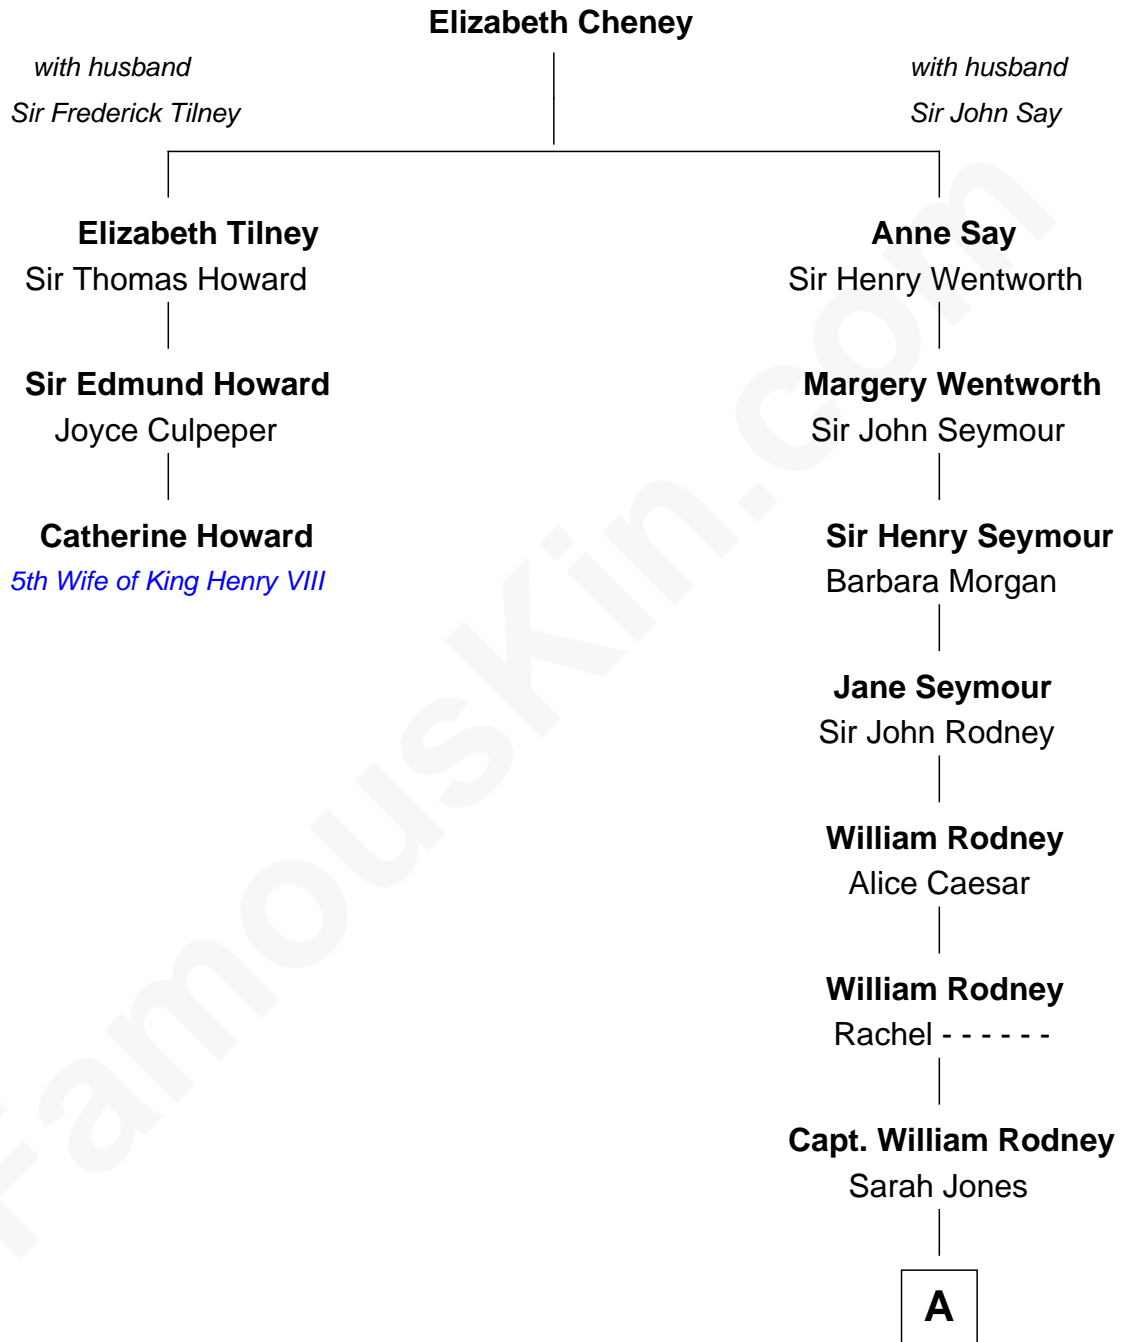 Elizabeth Cheney
with husband
Sir Frederick Tilney
with husband
Sir John Say
Elizabeth Tilney
Sir Thomas Howard
Anne Say
Sir Henry Wentworth
Sir Edmund Howard
Joyce Culpeper
Margery Wentworth
Sir John Seymour
Catherine Howard
5th Wife of King Henry VIII
Sir Henry Seymour
Barbara Morgan
Jane Seymour
Sir John Rodney
William Rodney
Alice Caesar
William Rodney
Rachel - - - - - -
Capt. William Rodney
Sarah Jones
A
FamousKin.com